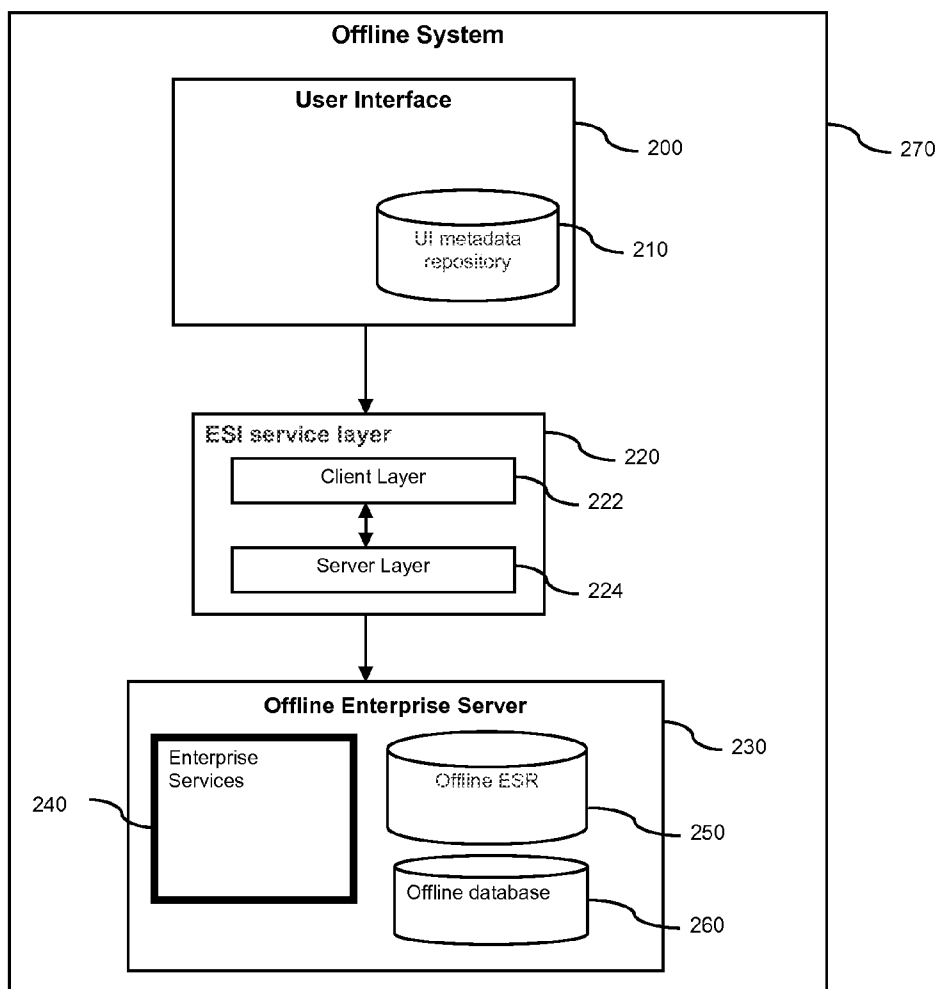 Offline System
User Interface
200
270
UI metadata
repository
210
ESI service layer
220
Client Layer
222
Server Layer
224
Offline Enterprise Server
230
Enterprise
Services
Offline ESR
240
250
Offline database
260